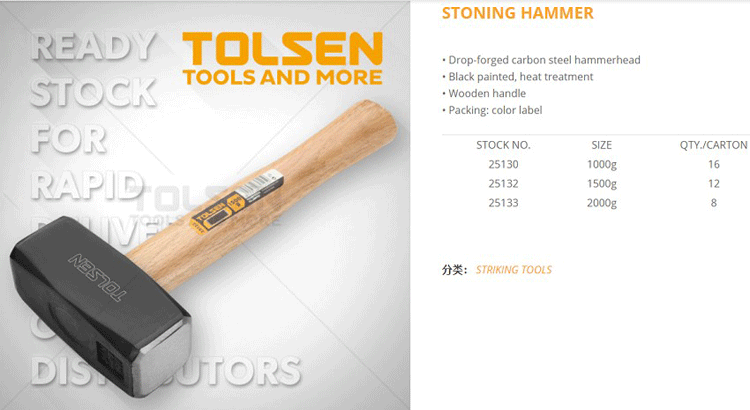 READY
STOCK
FOR
RAPID
DISTRIBUTORS
TOLSEN
TOOLS AND MORE
TOLSEN
TOLSEN
TOLSEN
STONING HAMMER
• Drop-forged carbon steel hammerhead
• Black painted, heat treatment
• Wooden handle
• Packing: color label
STOCK NO. SIZE QTY./CARTON
25130 1000g 16
25132 1500g 12
25133 2000g 8
分类： STRIKING TOOLS